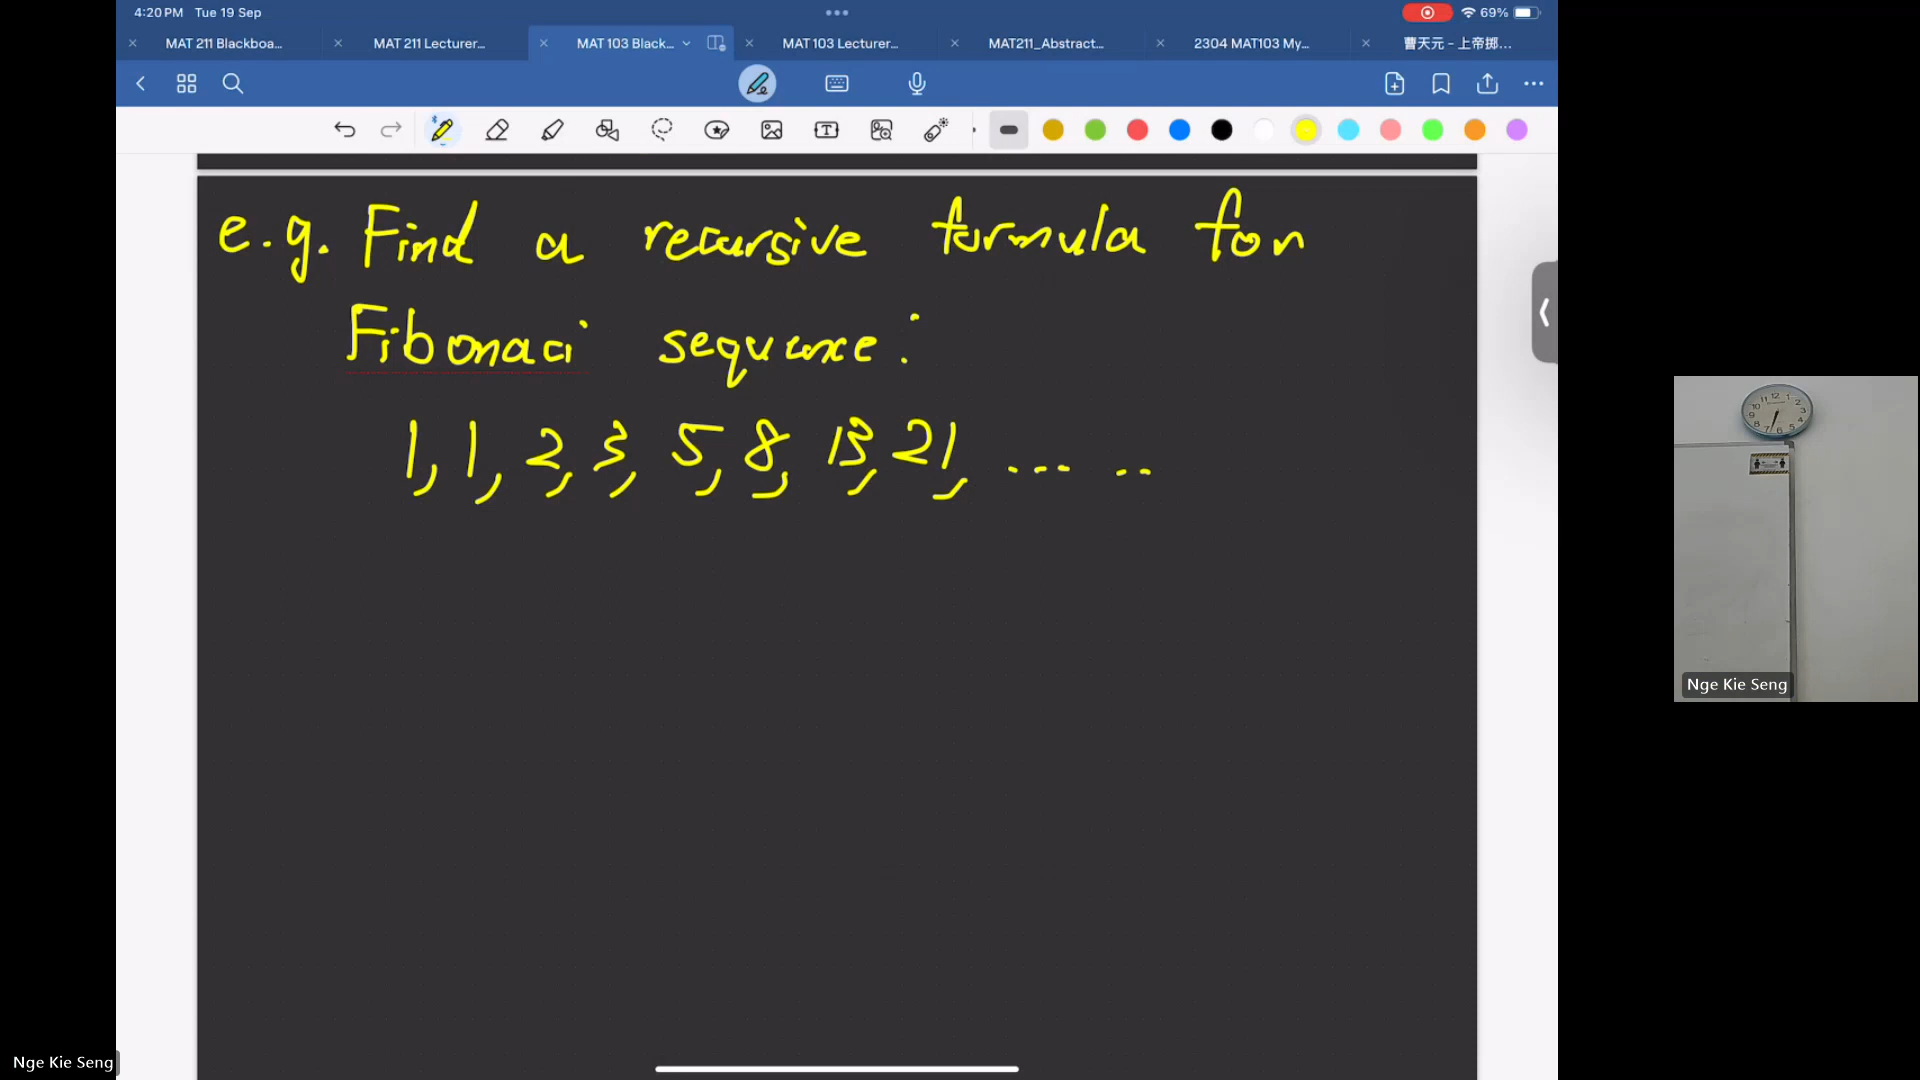 4:20 PM Tue 19 Sep
69%
MAT 211 Blackboa...
MAT 211 Lecturer...
MAT 103 Black...
MAT 103 Lecturer...
MAT211_Abstract...
2304 MAT103 My...
曹天元 - 上帝掷...
e.g. Find a recursive formula for
Fibonaci sequence:
1, 1, 2, 3, 5, 8, 13, 21, ... ..
Nge Kie Seng
Nge Kie Seng